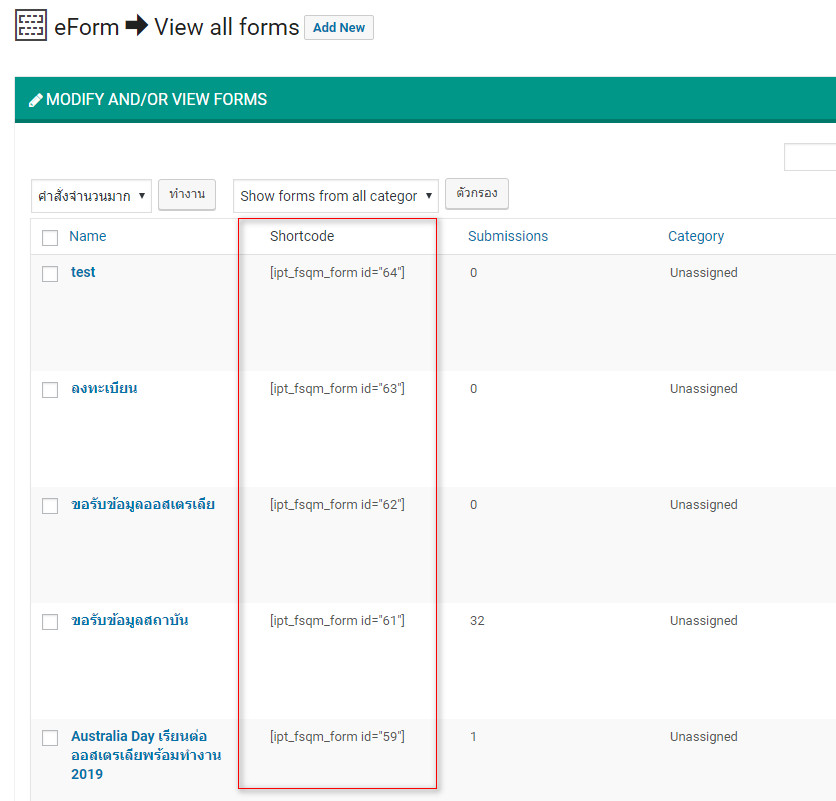 eForm View all forms Add New
MODIFY AND/OR VIEW FORMS
คำสั่งจำนวนมาก ทำงาน Show forms from all categor ตัวกรอง
Name Shortcode Submissions Category
test [ipt_fsqm_form id="64"] 0 Unassigned
ลงทะเบียน [ipt_fsqm_form id="63"] 0 Unassigned
ขอรับข้อมูลออสเตรเลีย [ipt_fsqm_form id="62"] 0 Unassigned
ขอรับข้อมูลสถาบัน [ipt_fsqm_form id="61"] 32 Unassigned
Australia Day เรียนต่อ [ipt_fsqm_form id="59"] 1 Unassigned
ออสเตรเลียพร้อมทำงาน
2019